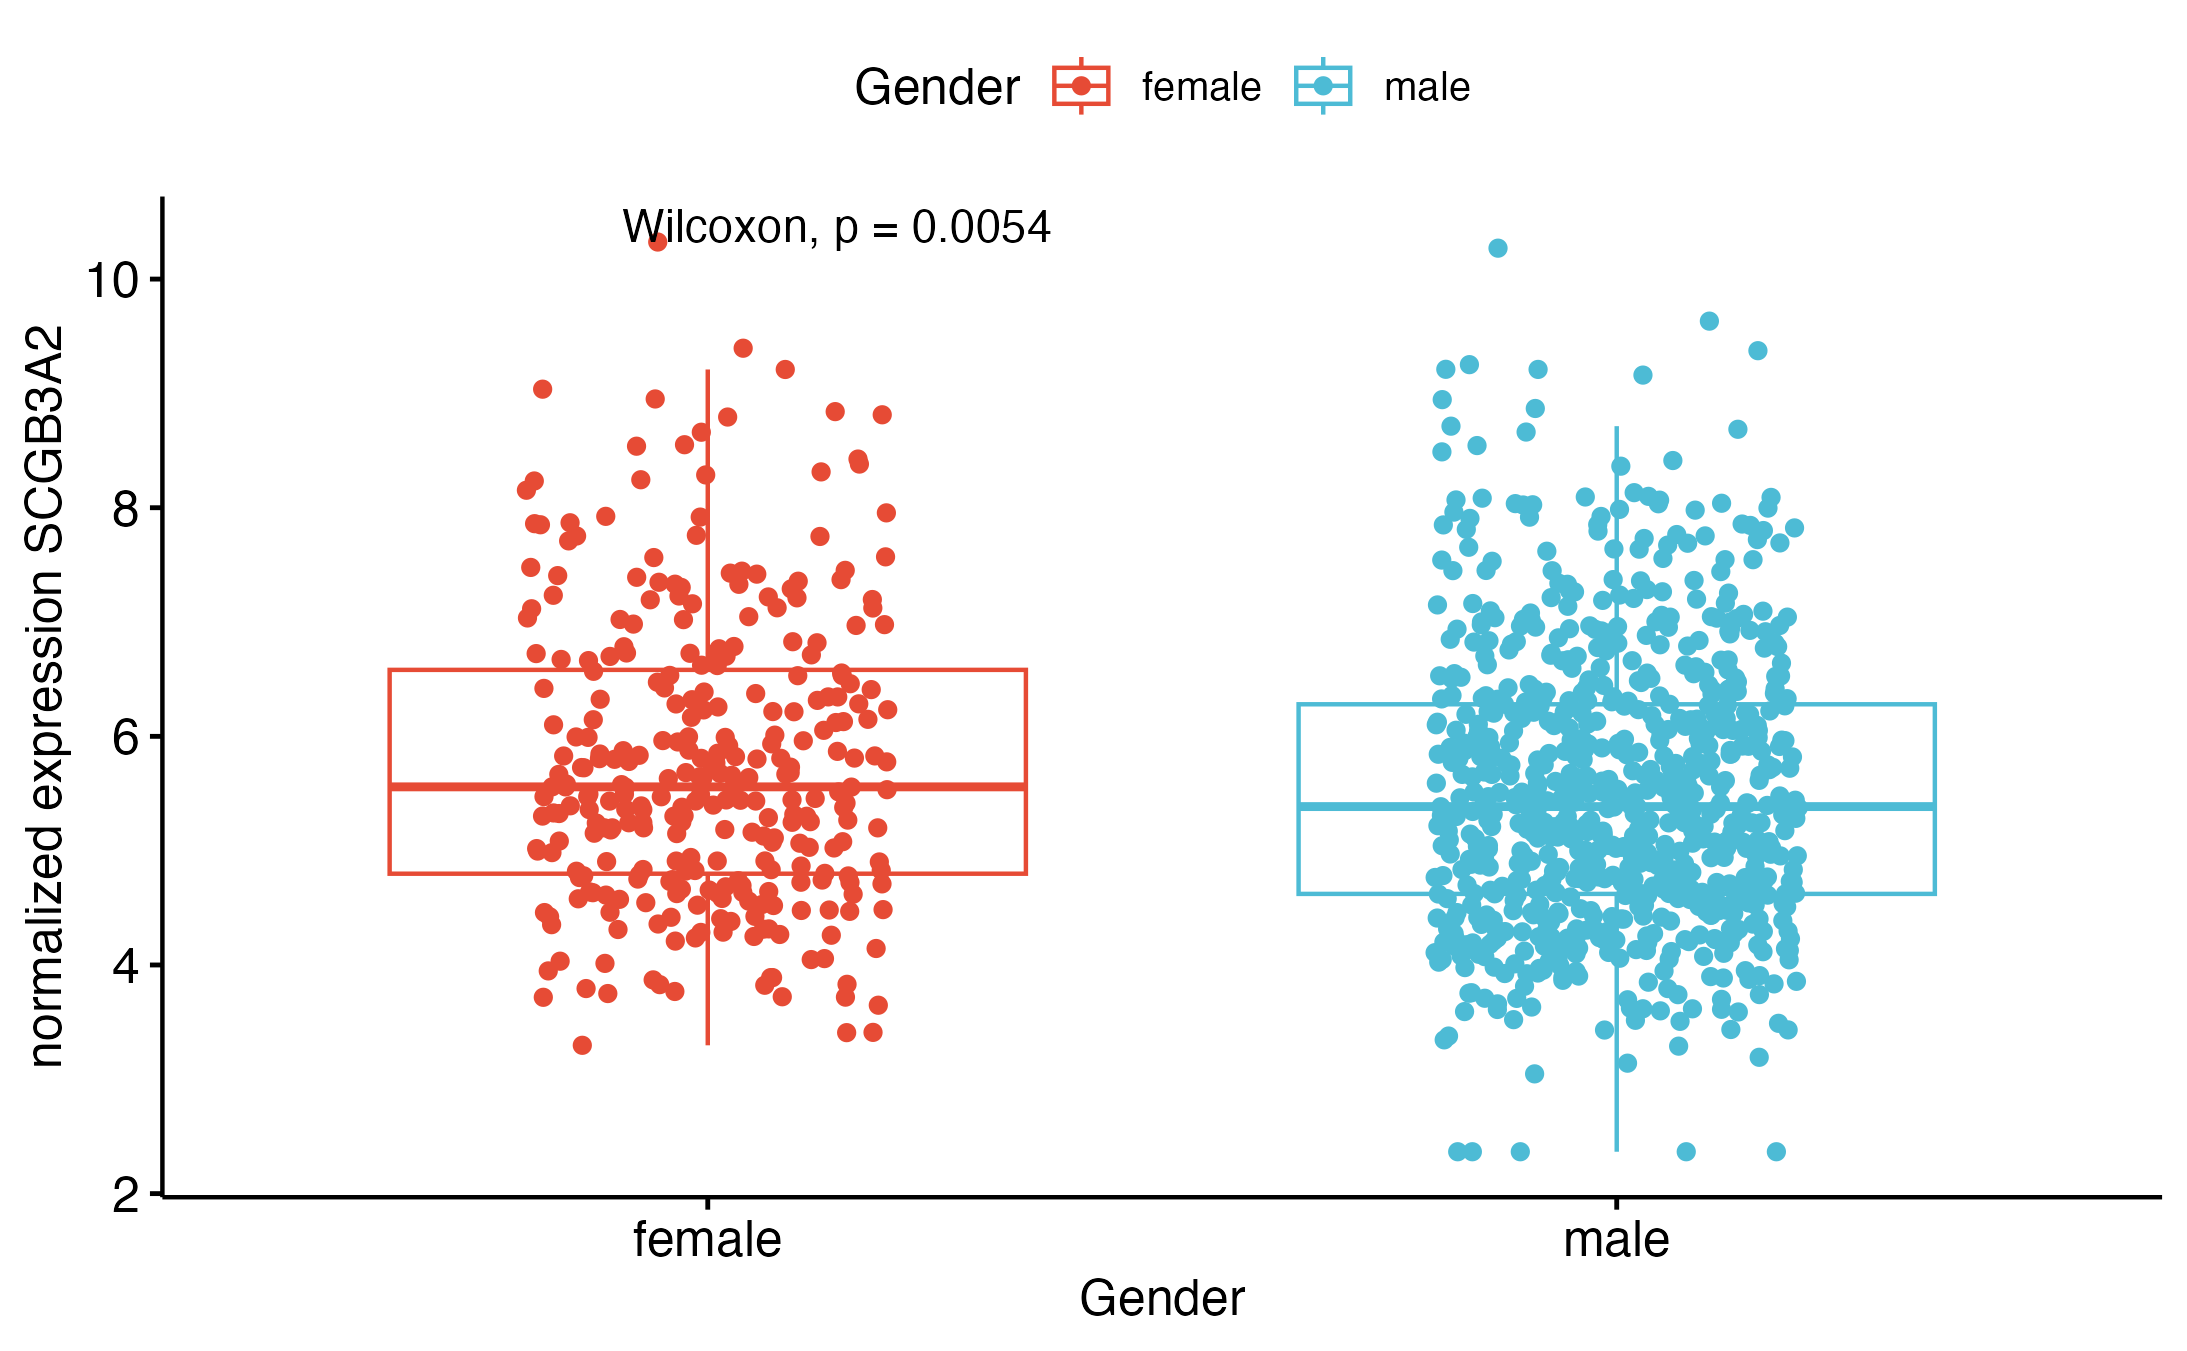 Gender female male
Wilcoxon, p = 0.0054
normalized expression SCGB3A2
10
8
6
4
2
female male
Gender